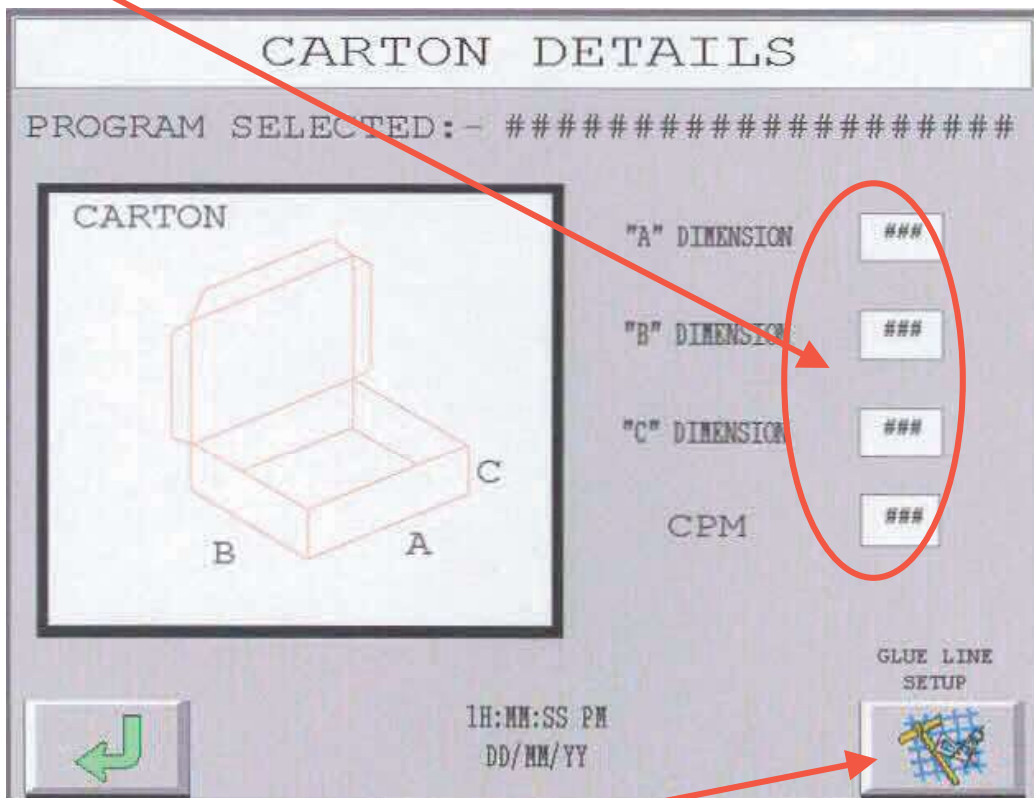 CARTON DETAILS
PROGRAM SELECTED:- ####################
CARTON
C
B
A
"A" DIMENSION ###
"B" DIMENSION ###
"C" DIMENSION ###
CPM ###
GLUE LINE
SETUP
1H:MM:SS PM
DD/MM/YY